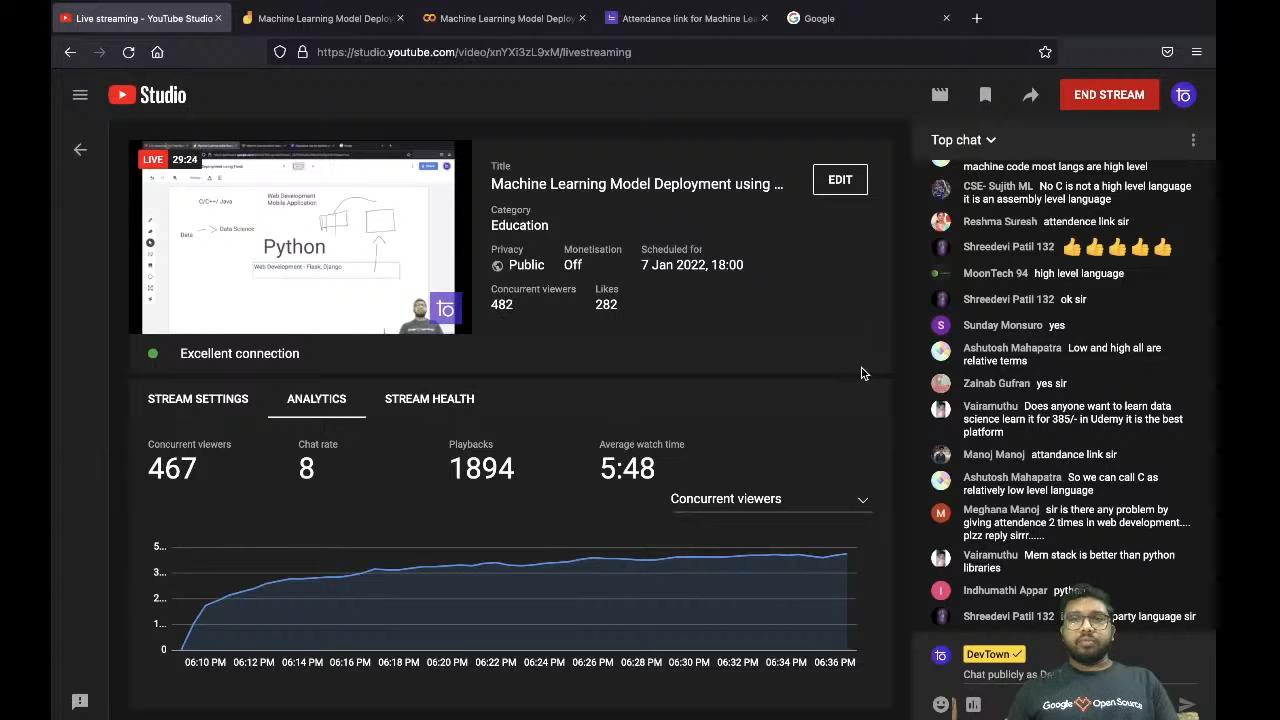 Live streaming - YouTube Studio
Machine Learning Model Deploy
Machine Learning Model Deploy
Attendance link for Machine Le
Google
https://studio.youtube.com/video/xnYXi3zL9xM/livestreaming
Studio
END STREAM
to
LIVE 29:24
C/C++/ Java
Web Development
Mobile Application
Data
Data Science
Python
Web Development - Flask, Django
to
Title
Machine Learning Model Deployment using ...
EDIT
Category
Education
Privacy
Monetisation
Scheduled for
Public
Off
7 Jan 2022, 18:00
Concurrent viewers
Likes
482
282
Excellent connection
STREAM SETTINGS
ANALYTICS
STREAM HEALTH
Concurrent viewers
Chat rate
Playbacks
Average watch time
467
8
1894
5:48
Concurrent viewers
5...
3...
2...
1...
0
06:10 PM 06:12 PM 06:14 PM 06:16 PM 06:18 PM 06:20 PM 06:22 PM 06:24 PM 06:26 PM 06:28 PM 06:30 PM 06:32 PM 06:34 PM 06:36 PM
Top chat
machine code most langs are high level
No C is not a high level language
its assembly level language
Reshma Suresh attendence link sir
Shreedevi Patil 132 👍👍👍👍👍
MoonTech 94 high level language
Shreedevi Patil 132 ok sir
S
Sunday Monsuro yes
Ashutosh Mahapatra Low and high all are
relative terms
Zainab Gufran yes sir
Vairamuthu Does anyone want to learn data
science learn it for 385/- in Udemy it is the best
platform
Manoj Manoj attandance link sir
Ashutosh Mahapatra So we can call C as
relatively low level language
M
Meghana Manoj sir is there any problem by
giving attendence 2 times in web development....
plzz reply sirrr......
Vairamuthu Mern stack is better than python
libraries
I
Indhumathi Appar
Shreedevi Patil 132
party language sir
to
DevTown
Chat publicly as De
Google Open Source